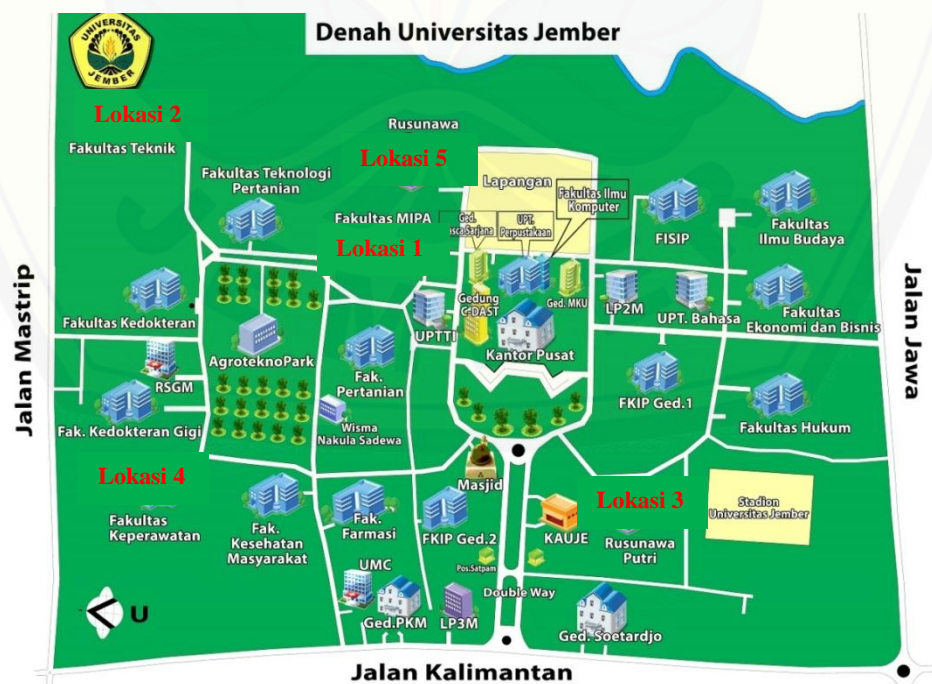 UNIVERSITAS
JEMBER
Denah Universitas Jember
Lokasi 2
Fakultas Teknik
Rusunawa
Lokasi 5
Fakultas Teknologi
Pertanian
Lapangan
Fakultas Ilmu
Komputer
Fakultas MIPA
Ged.
asca-Sarjana
UPT.
Perpustakaan
FISIP
Fakultas
Ilmu Budaya
Lokasi 1
Jalan Mastrip
Jalan Jawa
Fakultas Kedokteran
AgroteknoPark
UPTTI
Gedung
C-DAST
Ged. MKU
Kantor Pusat
LP2M
UPT. Bahasa
Fakultas
Ekonomi dan Bisnis
RSGM
Fak.
Pertanian
FKIP Ged.1
Fak. Kedokteran Gigi
Wisma
Nakula Sadewa
Fakultas Hukum
Lokasi 4
Masjid
Lokasi 3
Stadion
Universitas Jember
Fakultas
Keperawatan
Fak.
Kesehatan
Masyarakat
Fak.
Farmasi
FKIP Ged.2
KAUJE
Rusunawa
Putri
UMC
Pos.Satpam
Double Way
U
Ged.PKM
LP3M
Ged. Soetardjo
Jalan Kalimantan